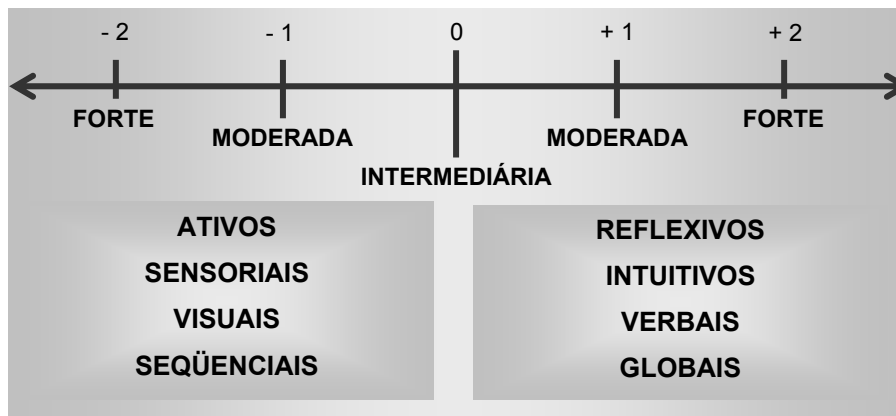 - 2 - 1 0 + 1 + 2
FORTE FORTE
MODERADA MODERADA
INTERMEDIÁRIA
ATIVOS
SENSORIAIS
VISUAIS
SEQÜENCIAIS
REFLEXIVOS
INTUITIVOS
VERBAIS
GLOBAIS